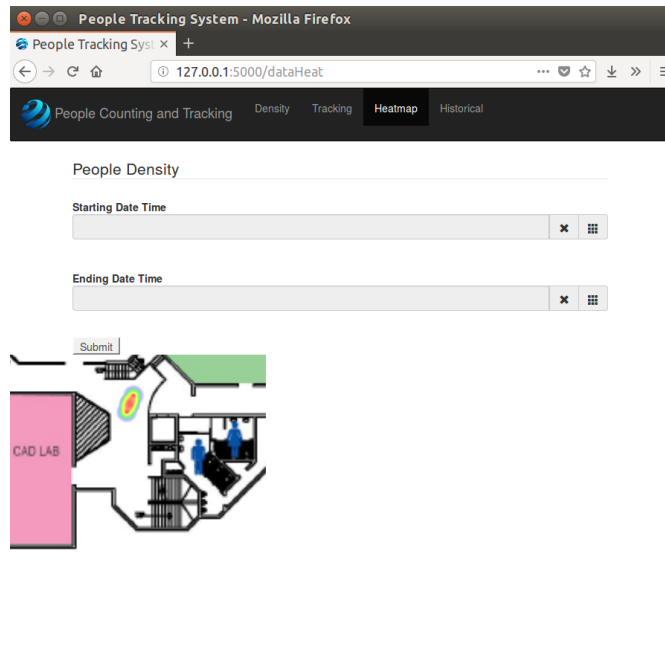 People Tracking System - Mozilla Firefox
People Tracking Syst
127.0.0.1:5000/dataHeat
People Counting and Tracking
Density
Tracking
Heatmap
Historical
People Density
Starting Date Time
Ending Date Time
Submit
CAD LAB